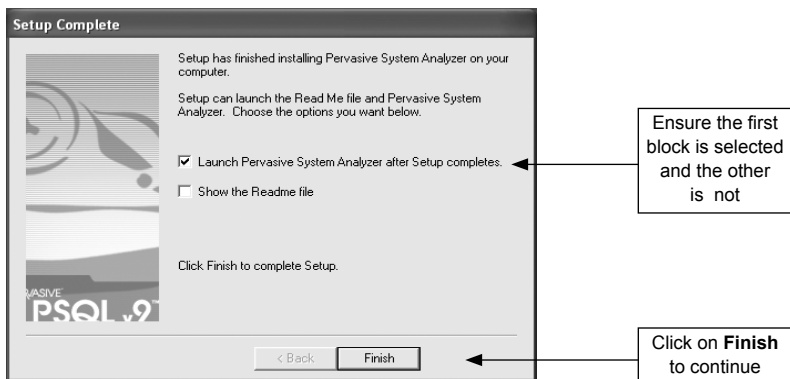 Setup Complete
Setup has finished installing Pervasive System Analyzer on your
computer.
Setup can launch the Read Me file and Pervasive System
Analyzer. Choose the options you want below.
Launch Pervasive System Analyzer after Setup completes.
Show the Readme file
Click Finish to complete Setup.
VASIVE
PSQL v9
< Back
Finish
Ensure the first
block is selected
and the other
is not
Click on Finish
to continue